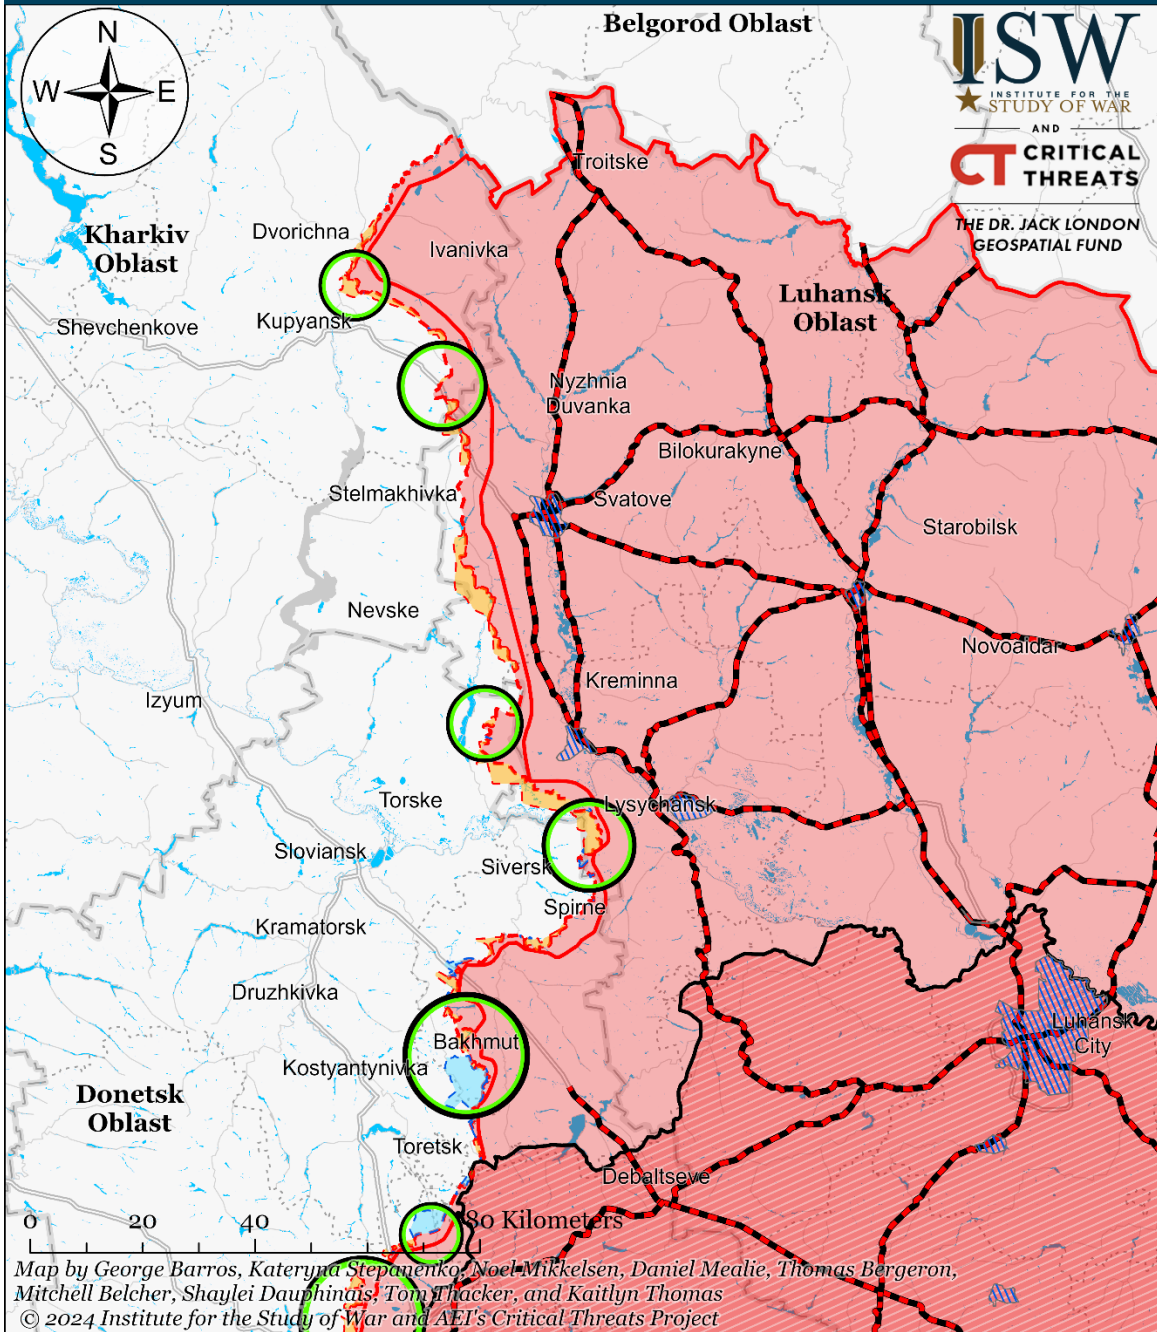 Belgorod Oblast
N
W
E
S
ISW
INSTITUTE FOR THE
STUDY OF WAR
AND
CT CRITICAL
THREATS
THE DR. JACK LONDON
GEOSPATIAL FUND
Troitske
Dvorichna
Kharkiv
Oblast
Ivanivka
Luhansk
Oblast
Kupyansk
Shevchenkove
Nyzhnia
Duvanka
Bilokurakyne
Stelmakhivka
Svatove
Starobilsk
Nevske
Novoaidar
Kreminna
Izyum
Torske
Lysychansk
Sloviansk
Siversk
Spirne
Kramatorsk
Druzhkivka
Luhansk
City
Bakhmut
Kostyantynivka
Donetsk
Oblast
Toretsk
Debaltseve
0 20 40 80 Kilometers
Map by George Barros, Kateryna Stepanenko, Noel Mikkelsen, Daniel Mealie, Thomas Bergeron,
Mitchell Belcher, Shaylei Dauphinais, Tom Thacker, and Kaitlyn Thomas
© 2024 Institute for the Study of War and AEI's Critical Threats Project